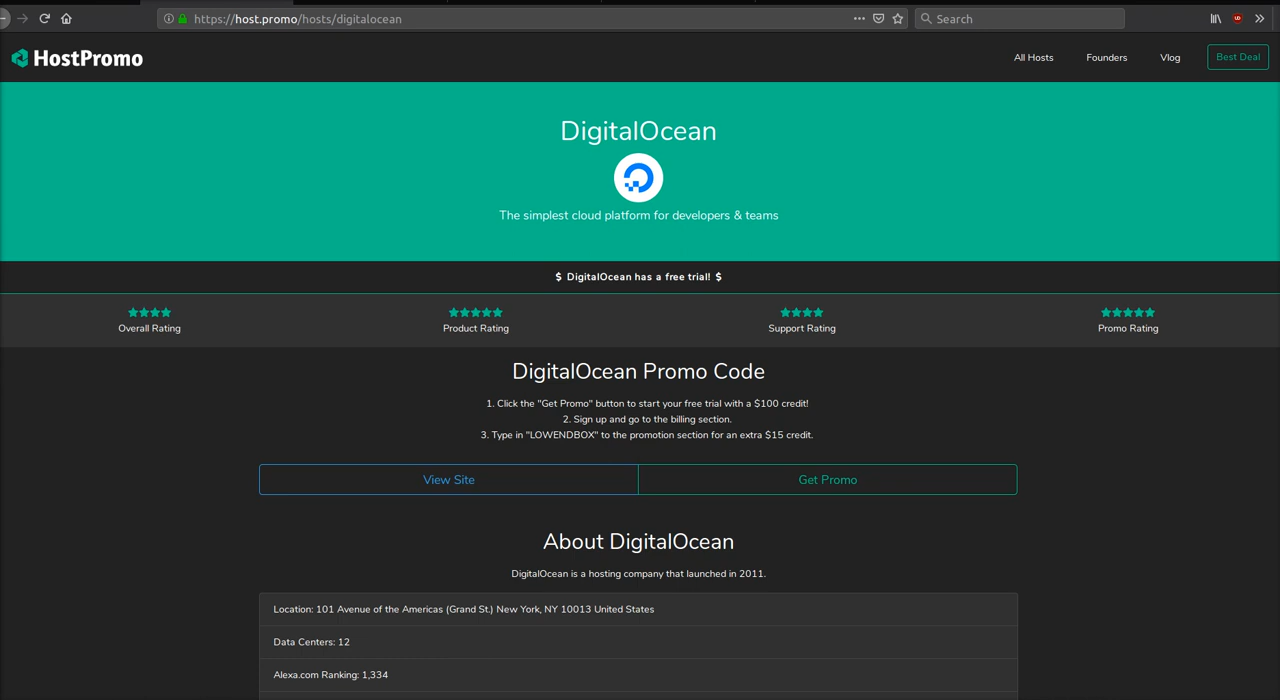 https://host.promo/hosts/digitalocean
Search
HostPromo
All Hosts
Founders
Vlog
Best Deal
DigitalOcean
The simplest cloud platform for developers & teams
$ DigitalOcean has a free trial! $
Overall Rating
Product Rating
Support Rating
Promo Rating
DigitalOcean Promo Code
1. Click the "Get Promo" button to start your free trial with a $100 credit!
2. Sign up and go to the billing section.
3. Type in "LOWENDBOX" to the promotion section for an extra $15 credit.
View Site
Get Promo
About DigitalOcean
DigitalOcean is a hosting company that launched in 2011.
Location: 101 Avenue of the Americas (Grand St.) New York, NY 10013 United States
Data Centers: 12
Alexa.com Ranking: 1,334